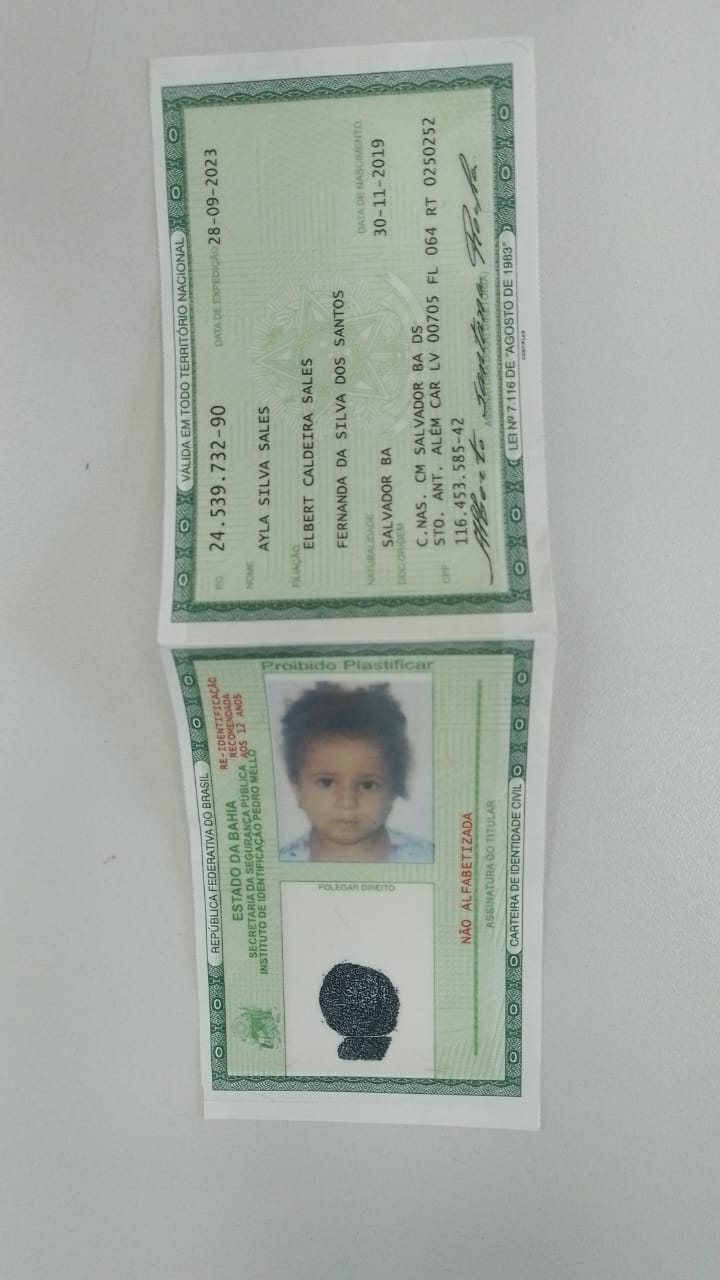 VÁLIDA EM TODO TERRITÓRIO NACIONAL
RG 24.539.732-90 DATA DE EXPEDIÇÃO 28-09-2023
NOME AYLA SILVA SALES
FILIAÇÃO ELBERT CALDEIRA SALES
FERNANDA DA SILVA DOS SANTOS
NATURALIDADE DATA DE NASCIMENTO
SALVADOR BA 30-11-2019
DOC ORIGEM
C.NAS. CM SALVADOR BA DS
STO. ANT. ALÉM CAR LV 00705 FL 064 RT 0250252
CPF 116.453.585-42
LEI Nº 7.116 DE "AGOSTO DE 1983"
REPÚBLICA FEDERATIVA DO BRASIL
ESTADO DA BAHIA
SECRETARIA DA SEGURANÇA PÚBLICA
INSTITUTO DE IDENTIFICAÇÃO PEDRO MELLO
RE-IDENTIFICAÇÃO
RECOMENDADA
AOS 12 ANOS
Proibido Plastificar
POLEGAR DIREITO
NÃO ALFABETIZADA
ASSINATURA DO TITULAR
CARTEIRA DE IDENTIDADE CIVIL